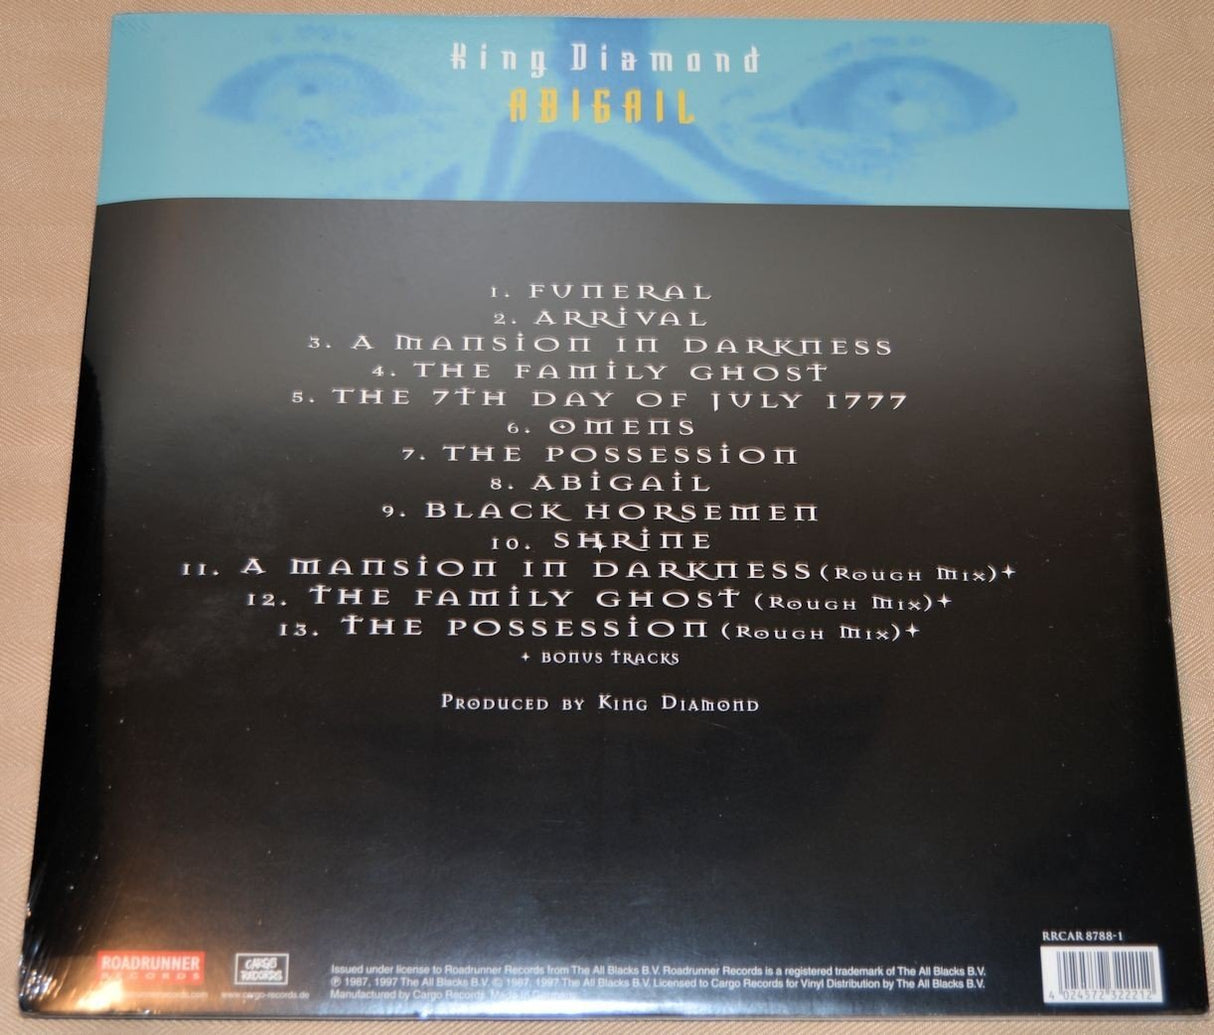 King Diamond
ABIGAIL
1. FUNERAL
2. ARRIVAL
3. A MANSION IN DARKNESS
4. THE FAMILY GHOST
5. THE 7TH DAY OF JULY 1777
6. OMENS
7. THE POSSESSION
8. ABIGAIL
9. BLACK HORSEMEN
10. SHRINE
11. A MANSION IN DARKNESS (ROUGH MIX)✦
12. THE FAMILY GHOST (ROUGH MIX)✦
13. THE POSSESSION (ROUGH MIX)✦
✦ BONUS TRACKS
PRODUCED BY KING DIAMOND
RRCAR 8788-1
ROADRUNNER
RECORDS
CARGO
RECORDS
www.cargo-records.de
Issued under license to Roadrunner Records from The All Blacks B.V. Roadrunner Records is a registered trademark of The All Blacks B.V.
℗ 1987, 1997 The All Blacks B.V. © 1987, 1997 The All Blacks B.V. Licensed to Cargo Records for Vinyl Distribution by The All Blacks B.V.
Manufactured by Cargo Records. Made in Germany
4 024572 322212